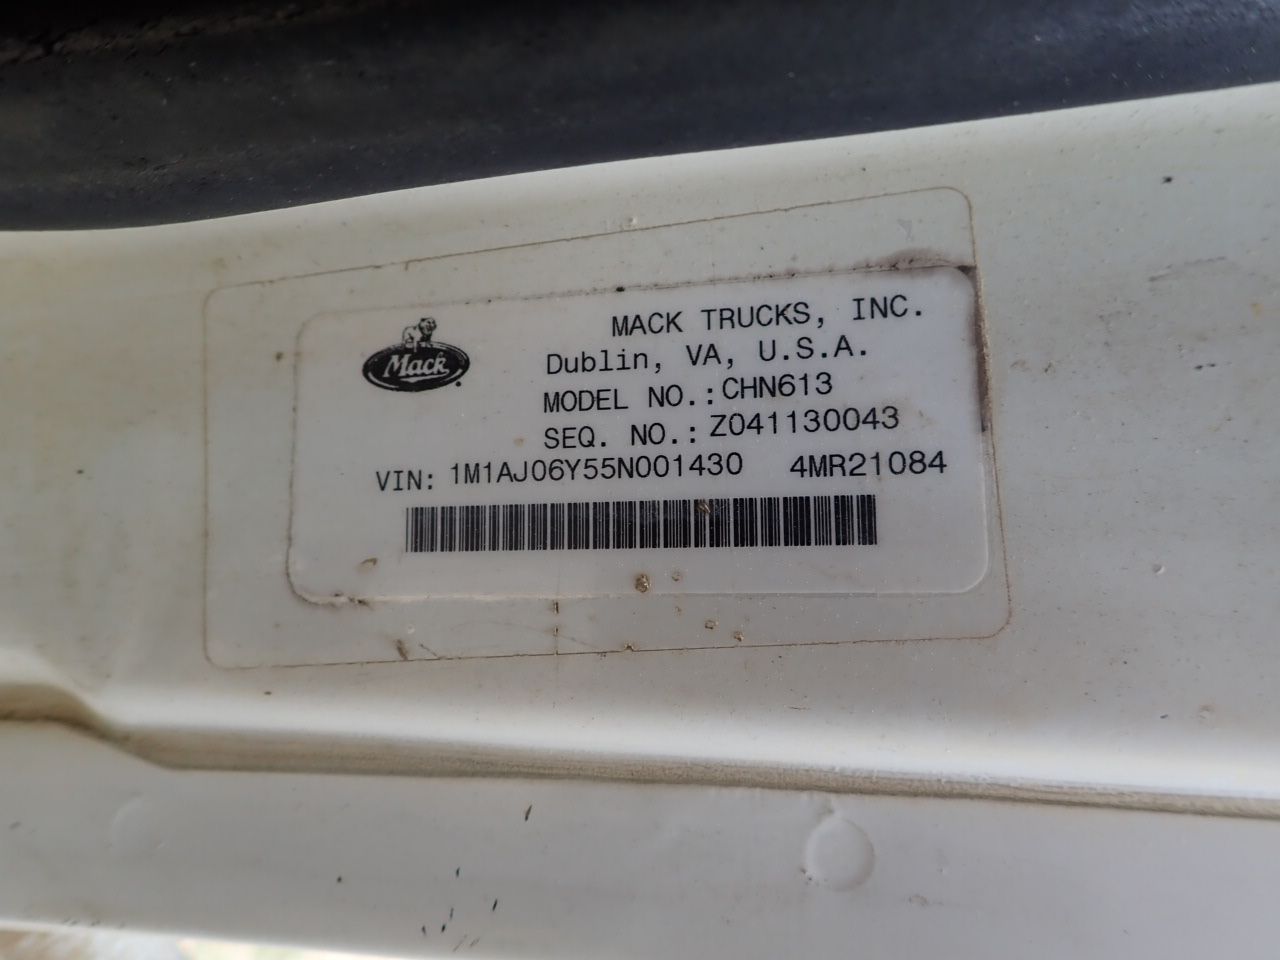 Mack
MACK TRUCKS, INC.
Dublin, VA, U.S.A.
MODEL NO.: CHN613
SEQ. NO.: Z041130043
VIN: 1M1AJ06Y55N001430 4MR21084